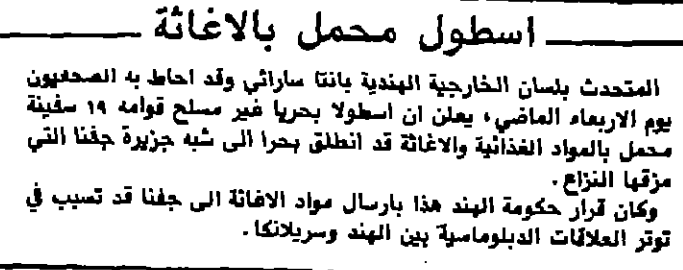 اسطول محمل بالاغاثة
المتحدث بلسان الخارجية الهندية بانتا سارائي وقد احاط به الصحفيون
يوم الاربعاء الماضي، يعلن ان اسطولا بحريا غير مسلح قوامه ١٩ سفينة
محمل بالمواد الغذائية والاغاثة قد انطلق بحرا الى شبه جزيرة جفنا التي
مزقها النزاع.
وكان قرار حكومة الهند هذا بارسال مواد الاغاثة الى جفنا قد تسبب في
توتر العلاقات الدبلوماسية بين الهند وسريلانكا.